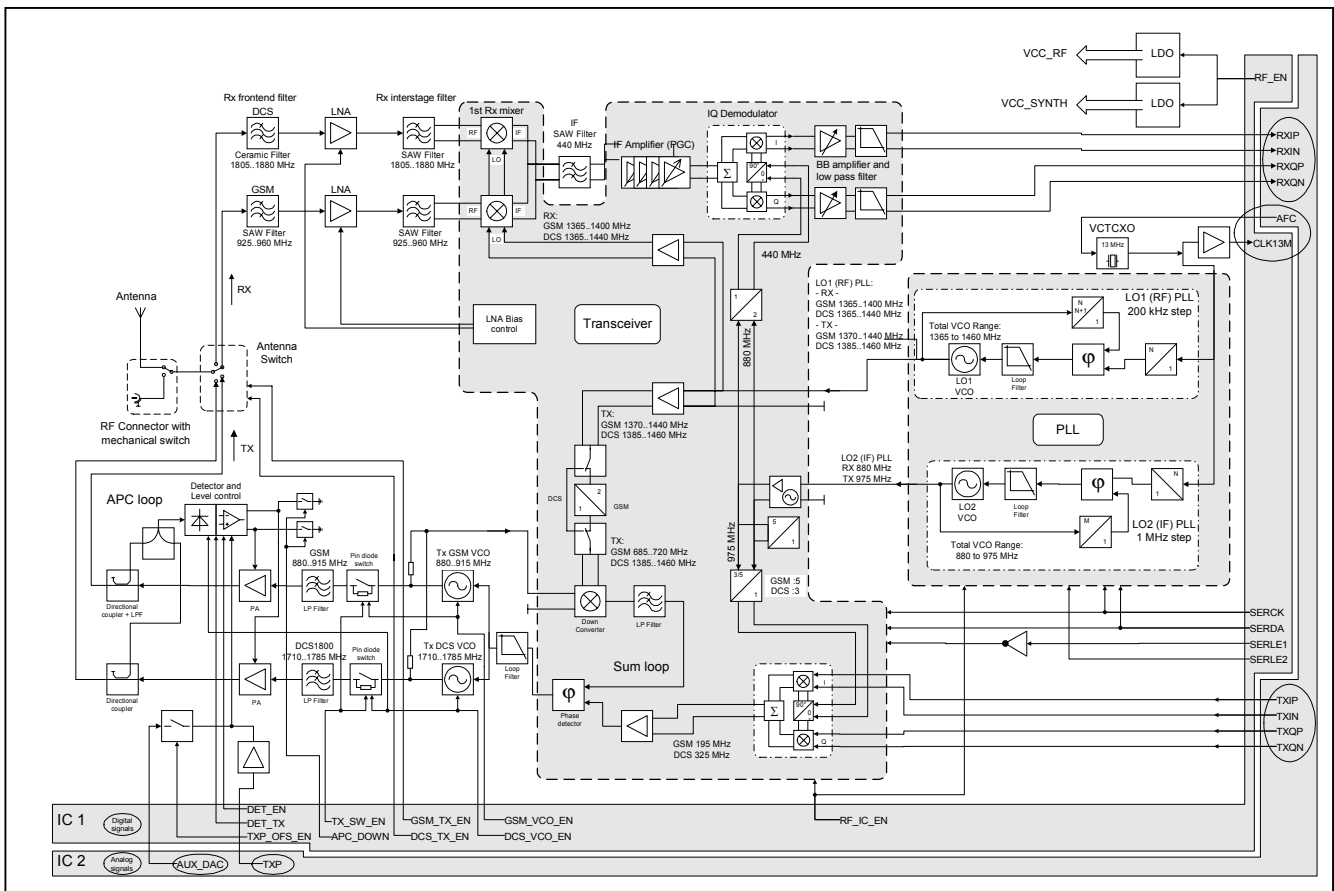 VCC_RF
LDO
RF_EN
VCC_SYNTH
LDO
Rx frontend filter
DCS
LNA
Rx interstage filter
Ceramic Filter
1805..1880 MHz
SAW Filter
1805..1880 MHz
GSM
LNA
SAW Filter
925..960 MHz
SAW Filter
925..960 MHz
1st Rx mixer
RF
IF
LO
RF
IF
LO
IF
SAW Filter
440 MHz
IF Amplifier (PGC)
IQ Demodulator
Σ
I
90°
0
Q
BB amplifier and
low pass filter
RXIP
RXIN
RXQP
RXQN
AFC
CLK13M
VCTCXO
13 MHz
RX:
GSM 1365..1400 MHz
DCS 1365..1440 MHz
440 MHz
1
2
880 MHz
LNA Bias
control
Transceiver
LO1 (RF) PLL:
- RX -
GSM 1365..1400 MHz
DCS 1365..1440 MHz
- TX -
GSM 1370..1440 MHz
DCS 1385..1460 MHz
LO1 (RF) PLL
200 kHz step
N
N+1
1
Total VCO Range:
1365 to 1460 MHz
LO1
VCO
Loop
Filter
φ
N
1
PLL
LO2 (IF) PLL
RX 880 MHz
TX 975 MHz
LO2
VCO
Loop
Filter
φ
N
1
M
1
LO2 (IF) PLL
1 MHz step
Total VCO Range:
880 to 975 MHz
Antenna
RX
Antenna
Switch
RF Connector with
mechanical switch
TX
TX:
GSM 1370..1440 MHz
DCS 1385..1460 MHz
DCS
2
1
GSM
TX:
GSM 685..720 MHz
DCS 1385..1460 MHz
5
1
975 MHz
3/5
1
GSM :5
DCS :3
APC loop
Detector and
Level control
GSM
880..915 MHz
Pin diode
switch
Tx GSM VCO
880..915 MHz
Directional
coupler + LPF
PA
LP Filter
Down
Converter
LP Filter
DCS1800
1710..1785 MHz
Pin diode
switch
Tx DCS VCO
1710..1785 MHz
Loop
Filter
Directional
coupler
PA
LP Filter
Sum loop
φ
Phase
detector
GSM 195 MHz
DCS 325 MHz
Σ
I
90°
0
Q
SERCK
SERDA
SERLE1
SERLE2
TXIP
TXIN
TXQP
TXQN
IC 1
Digital
signals
DET_EN
DET_TX
TXP_OFS_EN
TX_SW_EN
APC_DOWN
GSM_TX_EN
DCS_TX_EN
GSM_VCO_EN
DCS_VCO_EN
RF_IC_EN
IC 2
Analog
signals
AUX_DAC
TXP